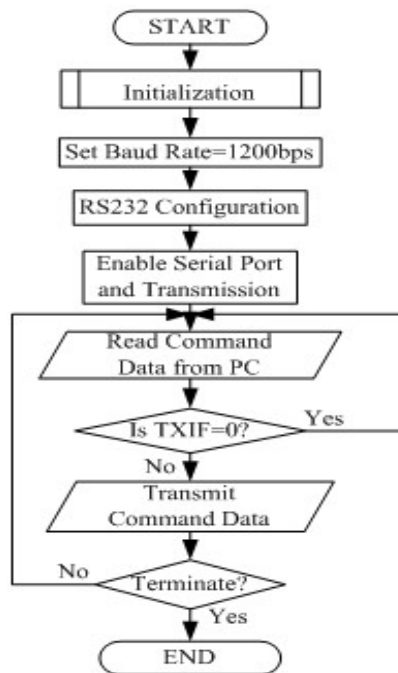 START
Initialization
Set Baud Rate=1200bps
RS232 Configuration
Enable Serial Port
and Transmission
Read Command
Data from PC
Is TXIF=0?
Yes
No
Transmit
Command Data
No
Terminate?
Yes
END